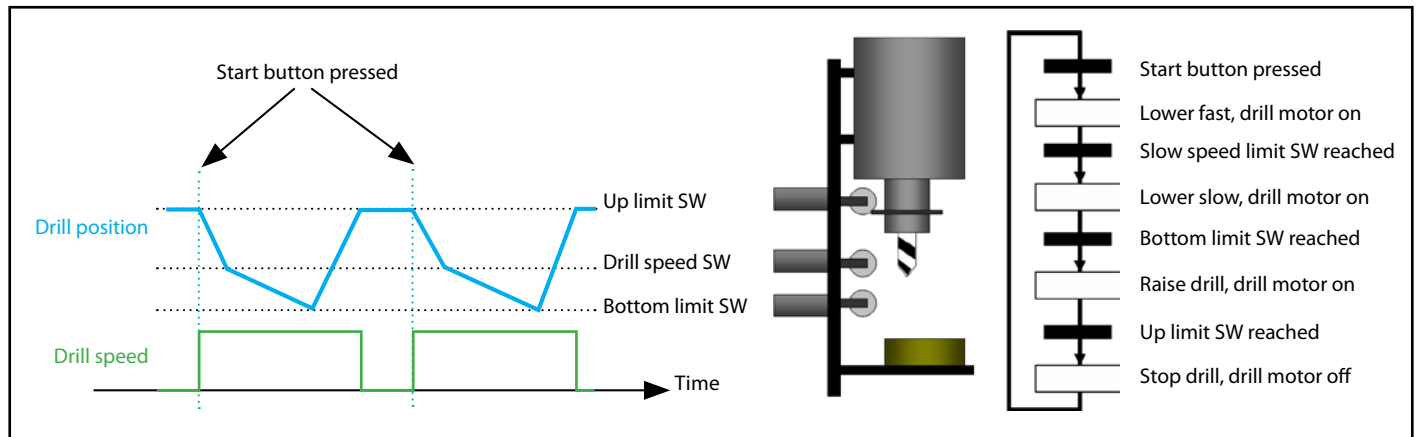 Start button pressed
Drill position
Up limit SW
Drill speed SW
Bottom limit SW
Drill speed
Time
Start button pressed
Lower fast, drill motor on
Slow speed limit SW reached
Lower slow, drill motor on
Bottom limit SW reached
Raise drill, drill motor on
Up limit SW reached
Stop drill, drill motor off